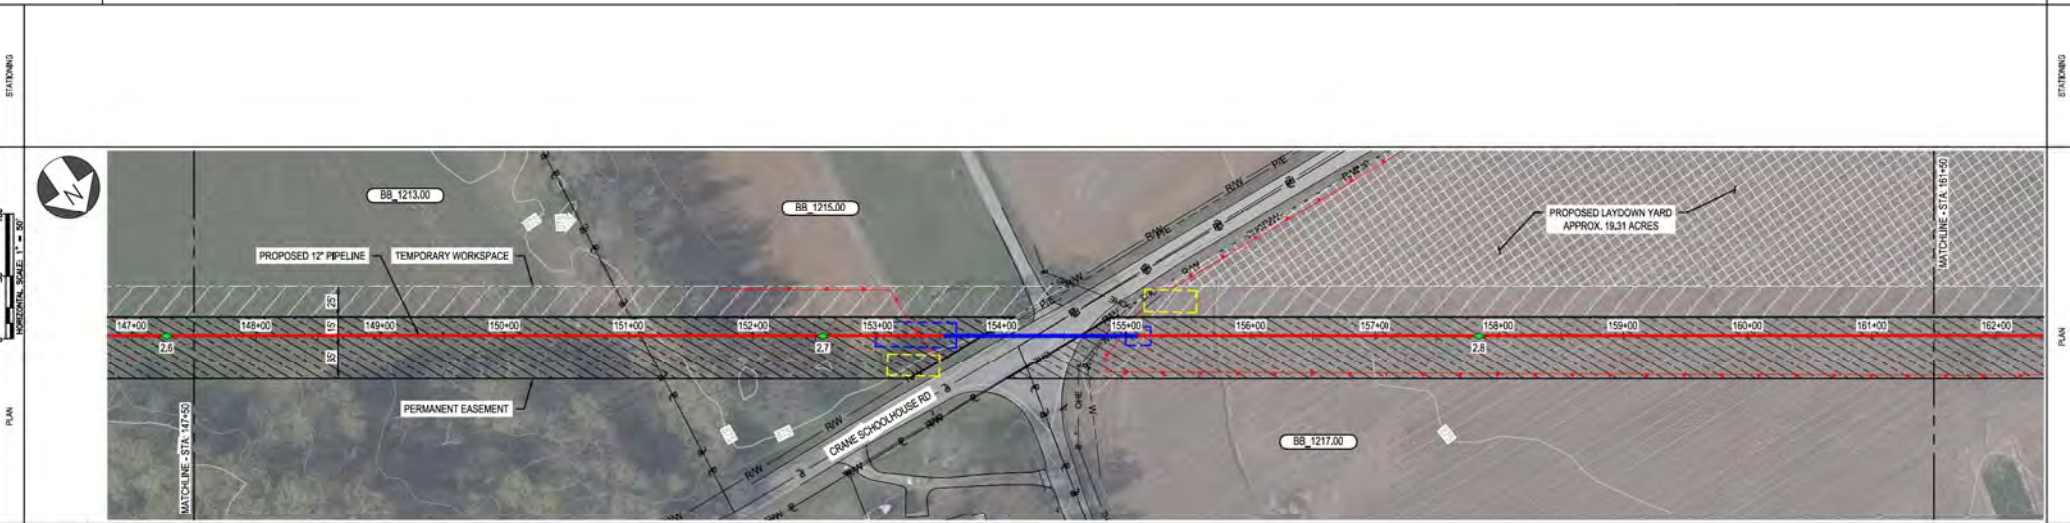 STATIONING
STATIONING
N
BB_1213.00
BB_1215.00
PROPOSED LAYDOWN YARD
APPROX. 19.31 ACRES
MATCHLINE - STA: 161+50
HORIZONTAL SCALE: 1" = 50'
PROPOSED 12" PIPELINE
TEMPORARY WORKSPACE
R/W
P/E
R/W
P/E
R/W
P/E
R/W
25'
15'
35'
147+00
148+00
149+00
150+00
151+00
152+00
153+00
154+00
155+00
156+00
157+00
158+00
159+00
160+00
161+00
162+00
2.6
2.7
2.8
PLAN
PLAN
PERMANENT EASEMENT
MATCHLINE - STA: 147+50
CRANE SCHOOLHOUSE RD
R/W
R/W
R/W
OHE
W
BB_1217.00
R/W
R/W